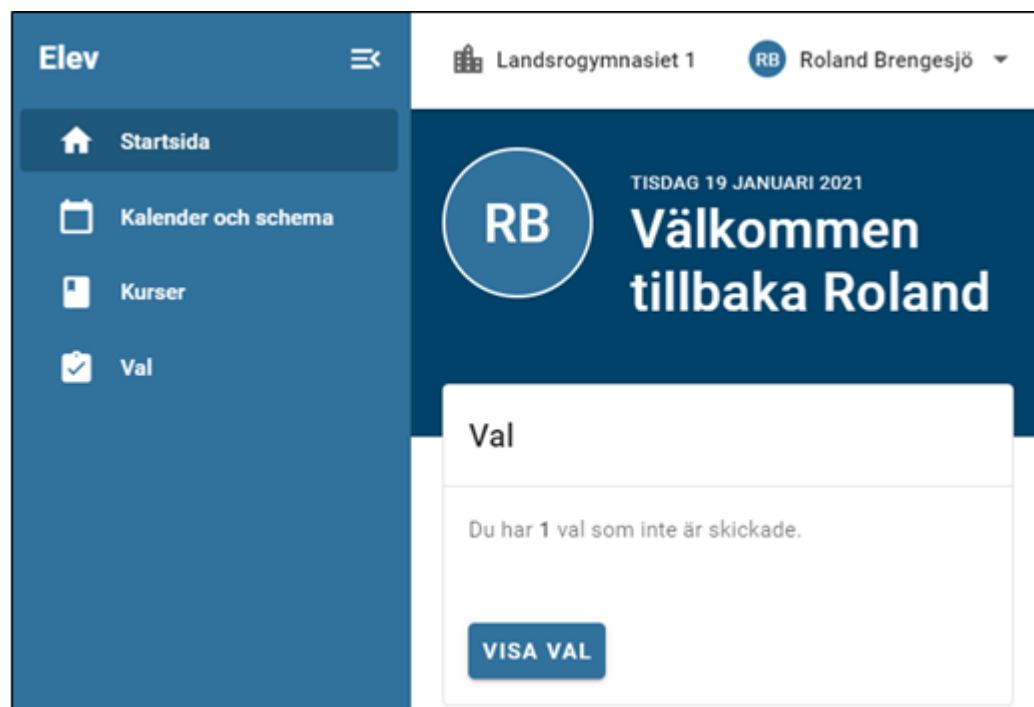 Elev
Startsida
Kalender och schema
Kurser
Val
Landsrogymnasiet 1
RB Roland Brengesjö
RB
TISDAG 19 JANUARI 2021
Välkommen
tillbaka Roland
Val
Du har 1 val som inte är skickade.
VISA VAL